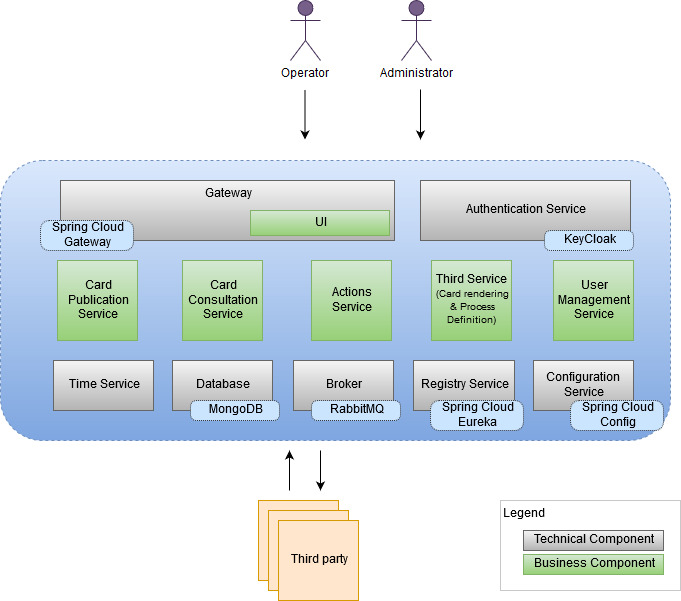 Operator
Administrator
Gateway
UI
Spring Cloud
Gateway
Authentication Service
KeyCloak
Card
Publication
Service
Card
Consultation
Service
Actions
Service
Third Service
(Card rendering
& Process
Definition)
User
Management
Service
Time Service
Database
MongoDB
Broker
RabbitMQ
Registry Service
Spring Cloud
Eureka
Configuration
Service
Spring Cloud
Config
Third party
Legend
Technical Component
Business Component